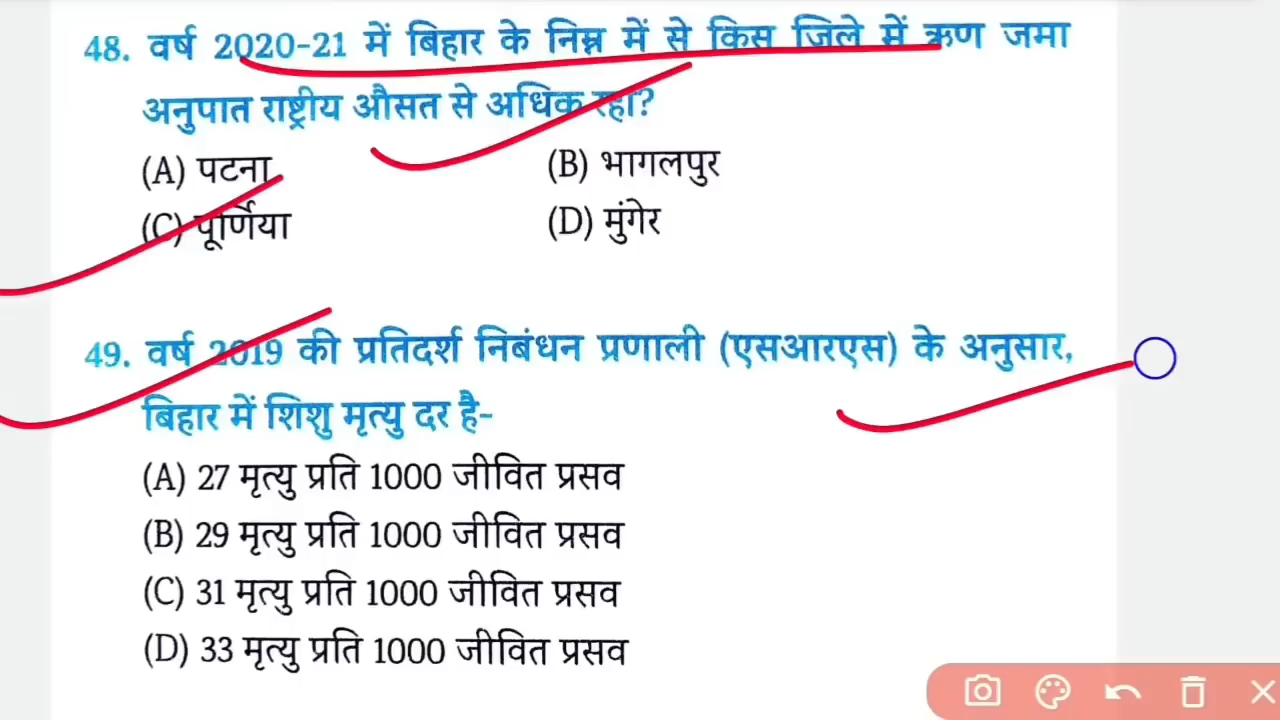 48. वर्ष 2020-21 में बिहार के निम्न में से किस जिले में ऋण जमा
अनुपात राष्ट्रीय औसत से अधिक रहा?
(A) पटना
(B) भागलपुर
(C) पूर्णिया
(D) मुंगेर
49. वर्ष 2019 की प्रतिदर्श निबंधन प्रणाली (एसआरएस) के अनुसार,
बिहार में शिशु मृत्यु दर है-
(A) 27 मृत्यु प्रति 1000 जीवित प्रसव
(B) 29 मृत्यु प्रति 1000 जीवित प्रसव
(C) 31 मृत्यु प्रति 1000 जीवित प्रसव
(D) 33 मृत्यु प्रति 1000 जीवित प्रसव